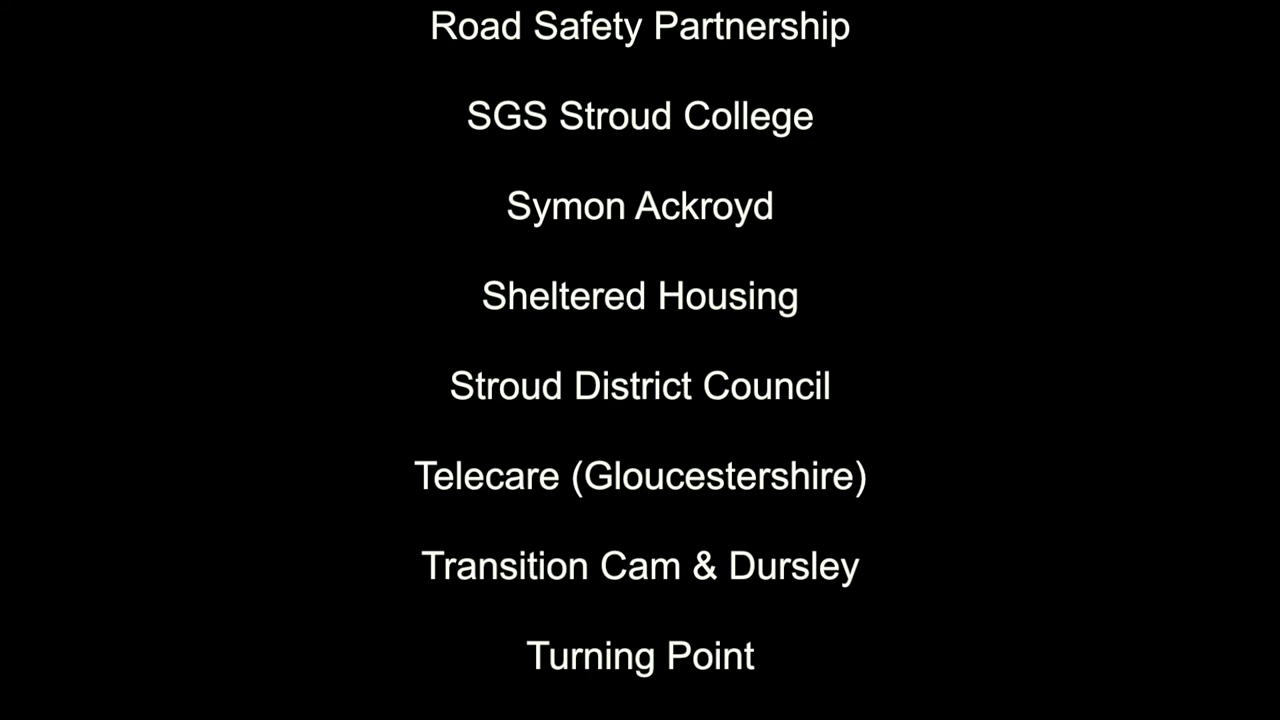 Road Safety Partnership
SGS Stroud College
Symon Ackroyd
Sheltered Housing
Stroud District Council
Telecare (Gloucestershire)
Transition Cam & Dursley
Turning Point